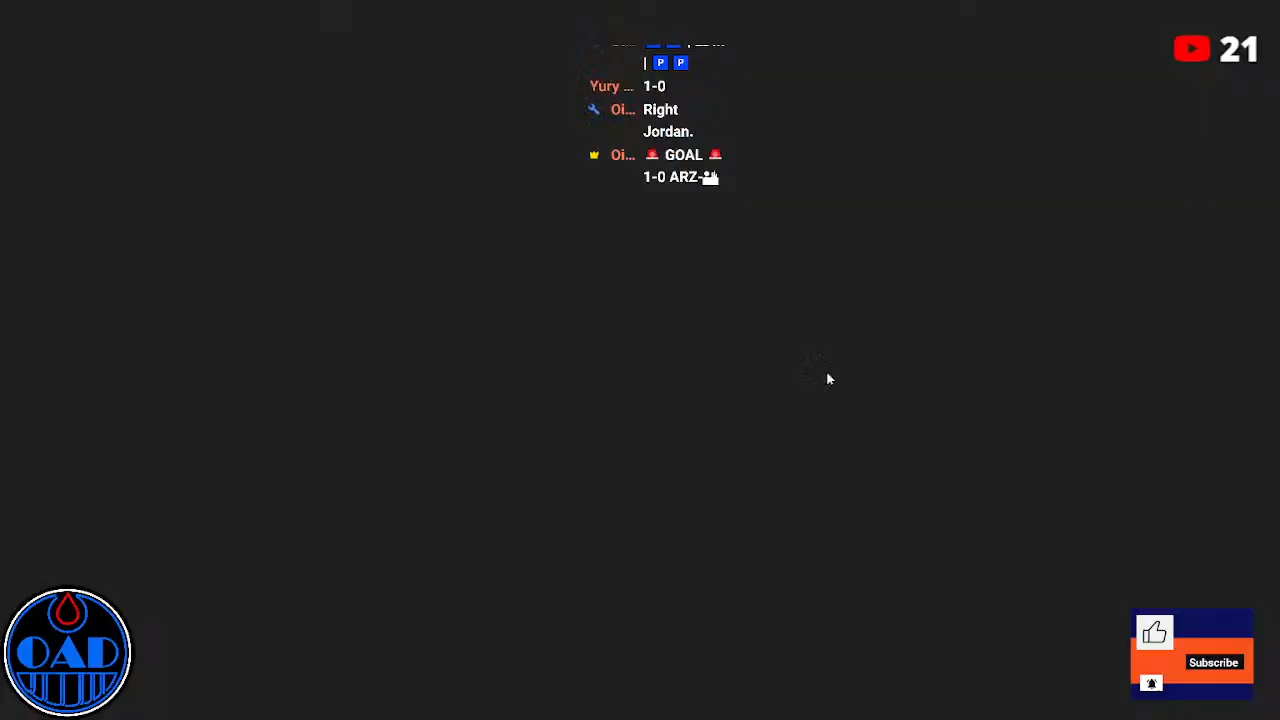 21
| P P
Yury ... 1-0
Oi... Right
Jordan.
Oi... 🚨 GOAL 🚨
1-0 ARZ-
OAD
Subscribe